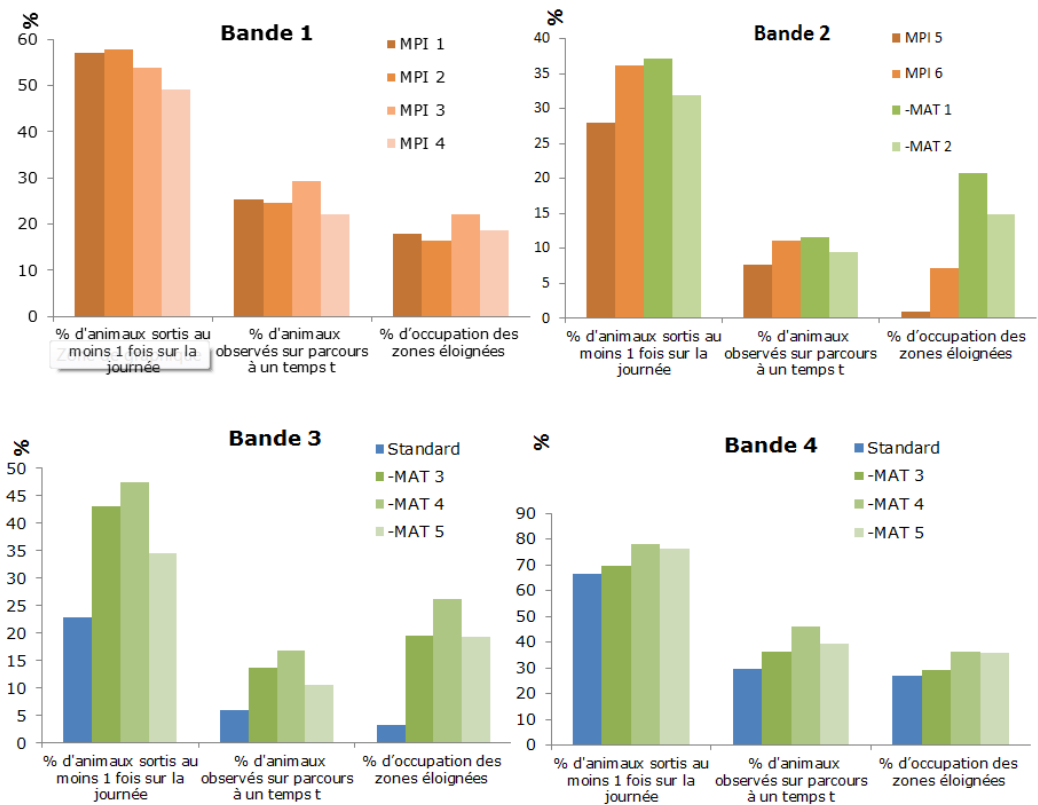 %
Bande 1
MPI 1
MPI 2
MPI 3
MPI 4
60
50
40
30
20
10
0
% d'animaux sortis au
moins 1 fois sur la
journée
% d'animaux
observés sur parcours
à un temps t
% d'occupation des
zones éloignées
%
Bande 2
MPI 5
MPI 6
-MAT 1
-MAT 2
40
35
30
25
20
15
10
5
0
% d'animaux sortis au
moins 1 fois sur la
journée
% d'animaux
observés sur parcours
à un temps t
% d'occupation des
zones éloignées
%
Bande 3
Standard
-MAT 3
-MAT 4
-MAT 5
50
45
40
35
30
25
20
15
10
5
0
% d'animaux sortis au
moins 1 fois sur la
journée
% d'animaux
observés sur parcours
à un temps t
% d'occupation des
zones éloignées
%
Bande 4
Standard
-MAT 3
-MAT 4
-MAT 5
90
80
70
60
50
40
30
20
10
0
% d'animaux sortis au
moins 1 fois sur la
journée
% d'animaux
observés sur parcours
à un temps t
% d'occupation des
zones éloignées